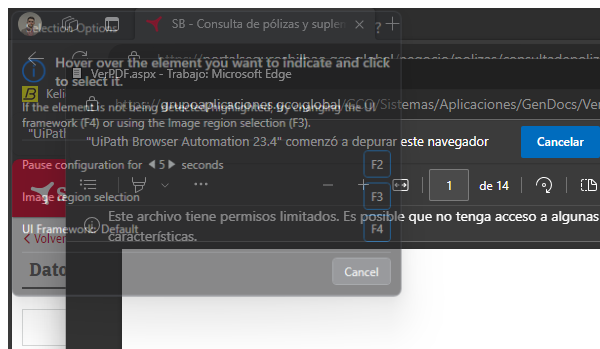 Selection Options
SB - Consulta de pólizas y suplem
?
Hover over the element you want to indicate and click
to select it.
VerPDF.aspx - Trabajo: Microsoft Edge
Keli
If the element is not being detected/highlighted, try changing the UI
framework (F4) or using the Image region selection (F3).
https://grupoaplicaciones.gco.global/GCO/Sistemas/Aplicaciones/GenDocs/Ver
"UiPath
"UiPath Browser Automation 23.4" comenzó a depurar este navegador
Cancelar
Pause configuration for 5 seconds
F2
1 de 14
Image region selection
F3
Este archivo tiene permisos limitados. Es posible que no tenga acceso a algunas
características.
UI Framework: Default
F4
Volver
Dato
Cancel